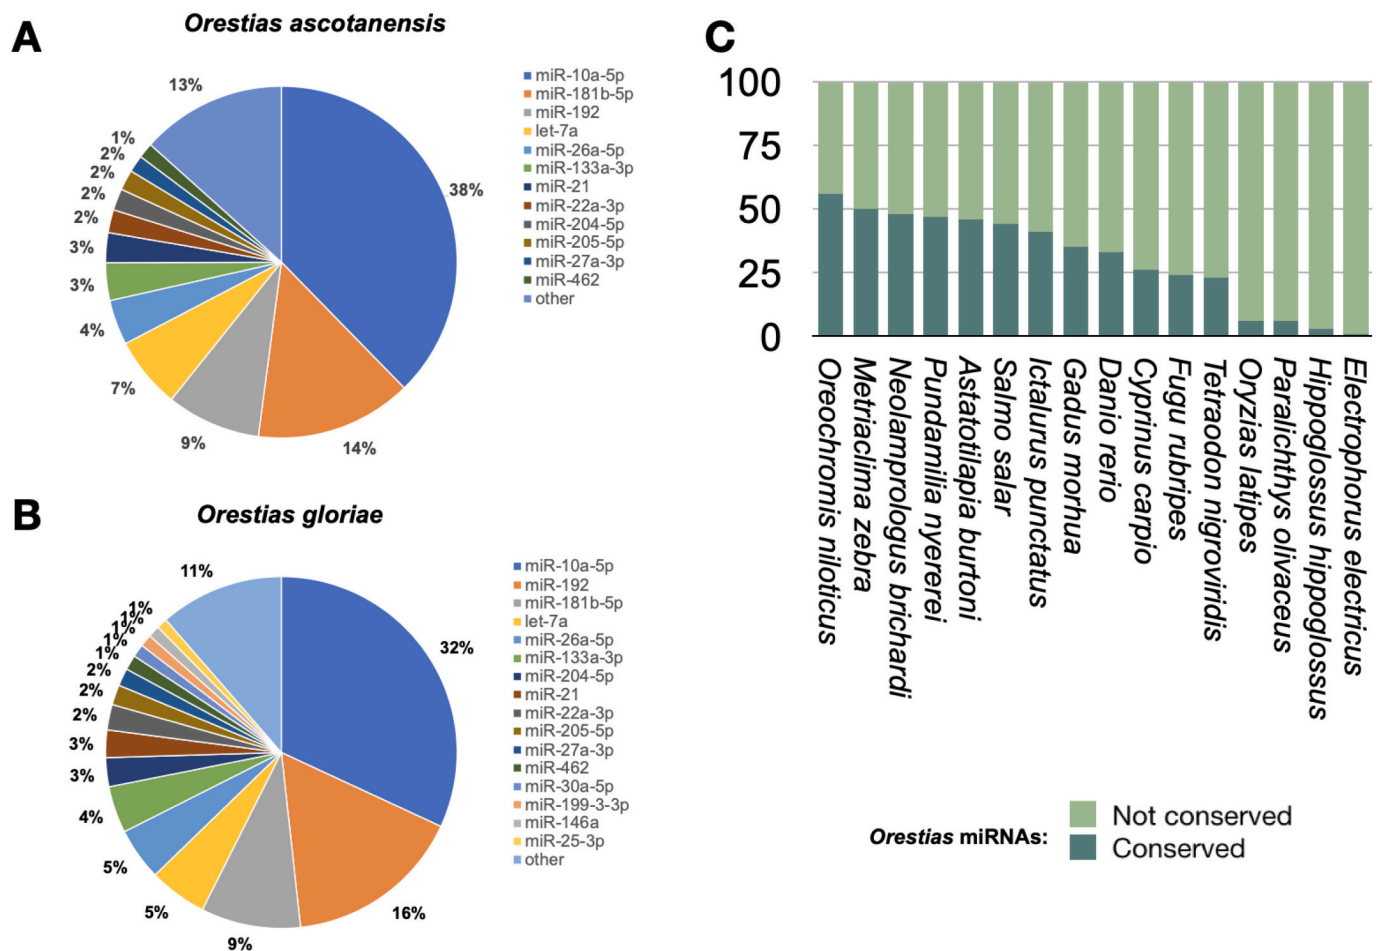 A
Orestias ascotanensis
13%
1%
2%
2%
2%
2%
3%
3%
4%
7%
9%
14%
38%
miR-10a-5p
miR-181b-5p
miR-192
let-7a
miR-26a-5p
miR-133a-3p
miR-21
miR-22a-3p
miR-204-5p
miR-205-5p
miR-27a-3p
miR-462
other
B
Orestias gloriae
11%
1%
1%
1%
1%
1%
2%
2%
2%
3%
3%
4%
5%
5%
9%
16%
32%
miR-10a-5p
miR-192
miR-181b-5p
let-7a
miR-26a-5p
miR-133a-3p
miR-204-5p
miR-21
miR-22a-3p
miR-205-5p
miR-27a-3p
miR-462
miR-30a-5p
miR-199-3-3p
miR-146a
miR-25-3p
other
C
100
75
50
25
0
Oreochromis niloticus
Metriaclima zebra
Neolamprologus brichardi
Pundamilia nyererei
Astatotilapia burtoni
Salmo salar
Ictalurus punctatus
Gadus morhua
Danio rerio
Cyprinus carpio
Fugu rubripes
Tetraodon nigroviridis
Oryzias latipes
Paralichthys olivaceus
Hippoglossus hippoglossus
Electrophorus electricus
Orestias miRNAs:
Not conserved
Conserved